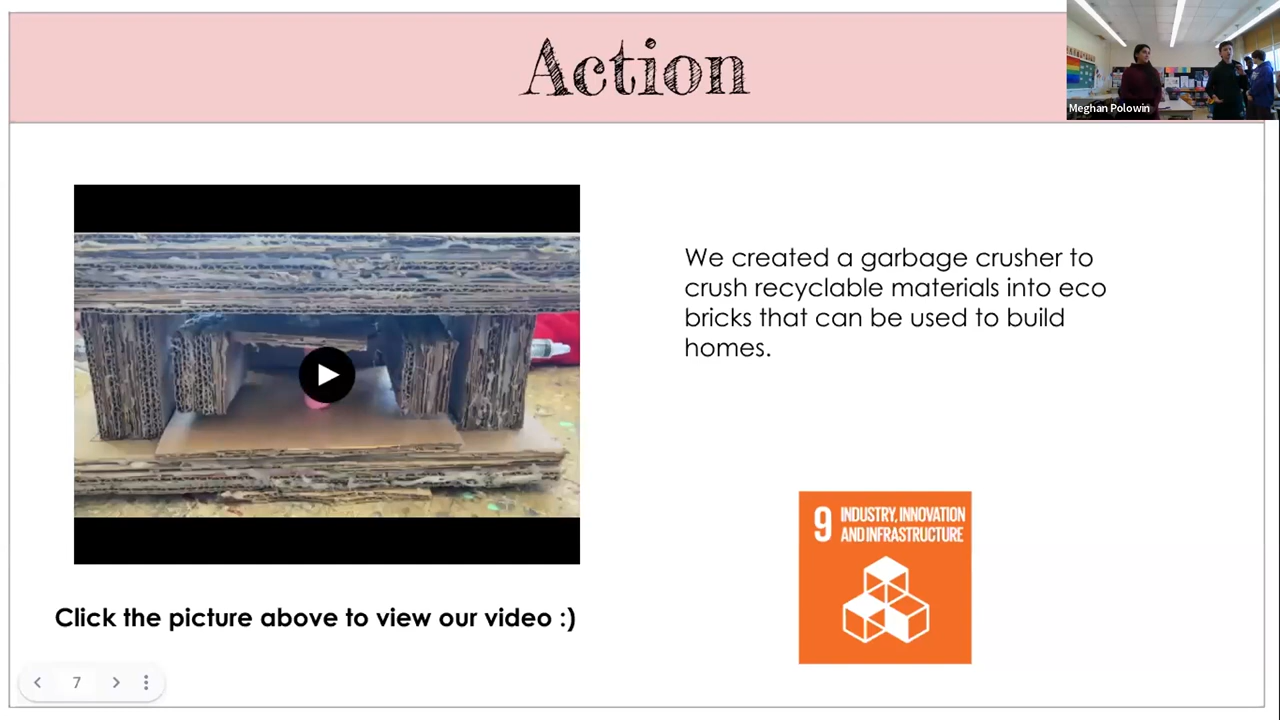 Action
Meghan Polowin
We created a garbage crusher to
crush recyclable materials into eco
bricks that can be used to build
homes.
9 INDUSTRY, INNOVATION
AND INFRASTRUCTURE
Click the picture above to view our video :)
7